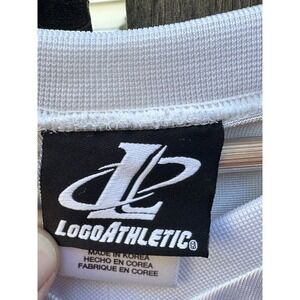 L
LOGOATHLETIC®
MADE IN KOREA
HECHO EN COREA
FABRIQUE EN COREE